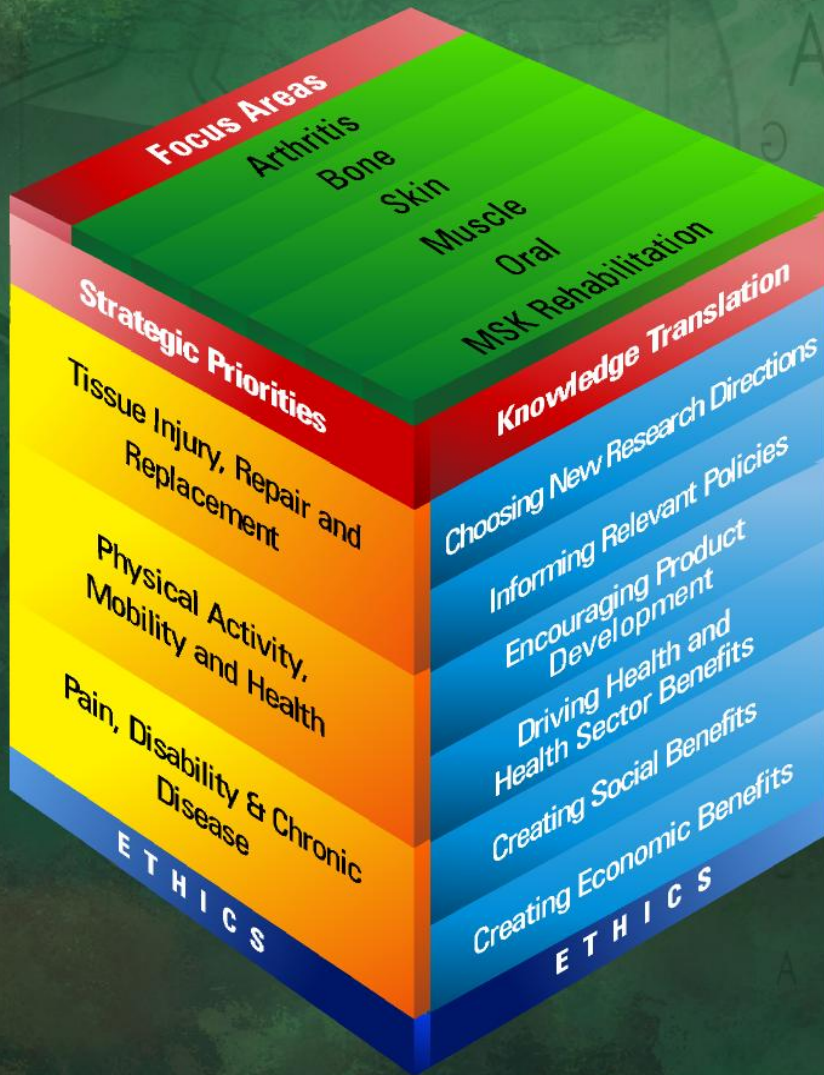 Focus Areas
Arthritis
Bone
Skin
Muscle
Oral
MSK Rehabilitation
Strategic Priorities
Tissue Injury, Repair and
Replacement
Physical Activity,
Mobility and Health
Pain, Disability & Chronic
Disease
ETHICS
Knowledge Translation
Choosing New Research Directions
Informing Relevant Policies
Encouraging Product
Development
Driving Health and
Health Sector Benefits
Creating Social Benefits
Creating Economic Benefits
ETHICS
A
G
A